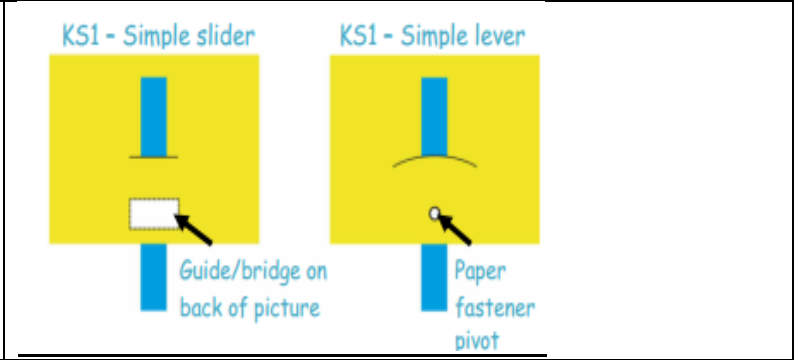 KS1 – Simple slider
KS1 – Simple lever
Guide/bridge on
back of picture
Paper
fastener
pivot